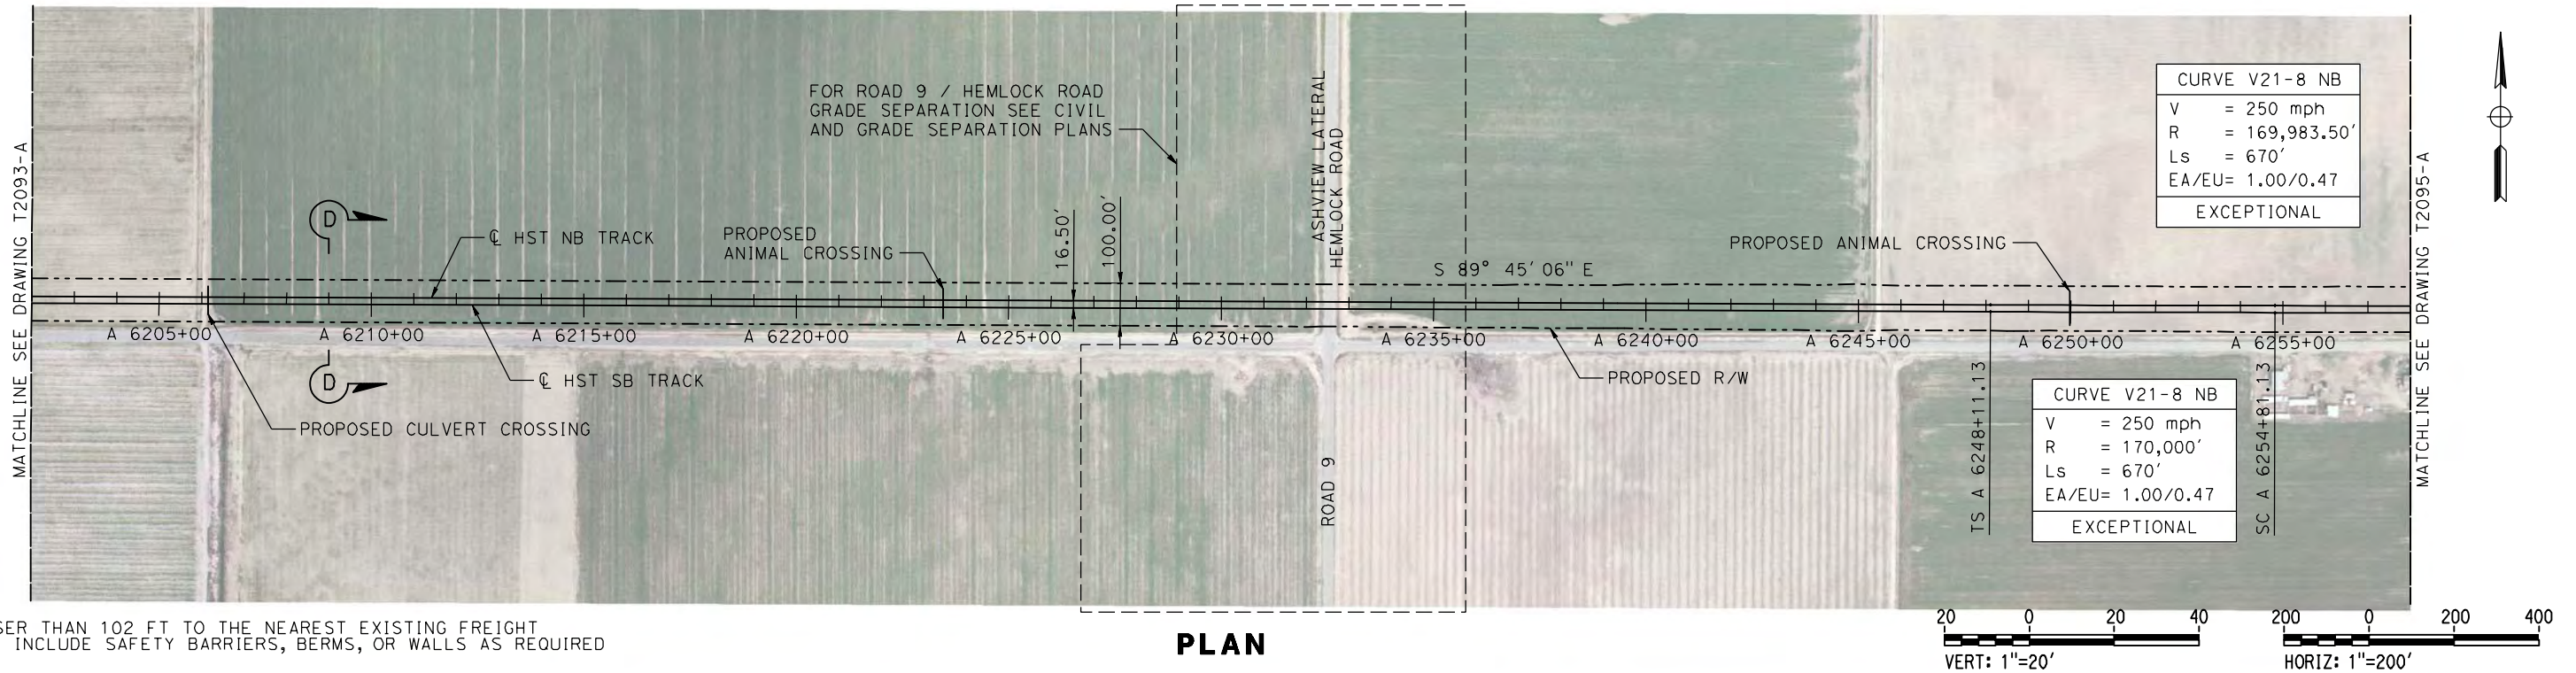 MATCHLINE SEE DRAWING T2093-A
FOR ROAD 9 / HEMLOCK ROAD
GRADE SEPARATION SEE CIVIL
AND GRADE SEPARATION PLANS
ASHVIEW LATERAL
HEMLOCK ROAD
CURVE V21-8 NB
V = 250 mph
R = 169,983.50'
Ls = 670'
EA/EU= 1.00/0.47
EXCEPTIONAL
MATCHLINE SEE DRAWING T2095-A
D
℄ HST NB TRACK
PROPOSED
ANIMAL CROSSING
16.50'
100.00'
S 89° 45' 06" E
PROPOSED ANIMAL CROSSING
A 6205+00
A 6210+00
A 6215+00
A 6220+00
A 6225+00
A 6230+00
A 6235+00
A 6240+00
A 6245+00
A 6250+00
A 6255+00
D
℄ HST SB TRACK
PROPOSED R/W
PROPOSED CULVERT CROSSING
ROAD 9
TS A 6248+11.13
CURVE V21-8 NB
V = 250 mph
R = 170,000'
Ls = 670'
EA/EU= 1.00/0.47
EXCEPTIONAL
SC A 6254+81.13
SER THAN 102 FT TO THE NEAREST EXISTING FREIGHT
INCLUDE SAFETY BARRIERS, BERMS, OR WALLS AS REQUIRED
PLAN
20 0 20 40
VERT: 1"=20'
200 0 200 400
HORIZ: 1"=200'